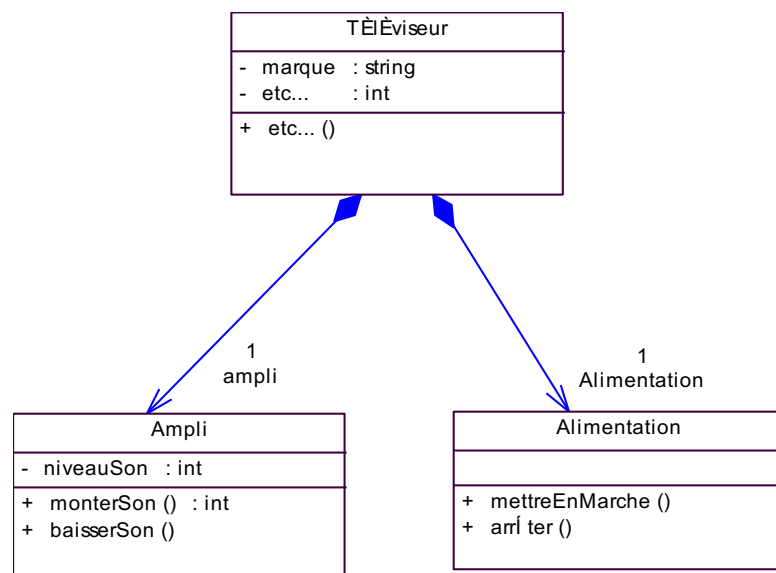 TÈlÈviseur
- marque : string
- etc... : int
+ etc... ()
1
ampli
1
Alimentation
Ampli
- niveauSon : int
+ monterSon () : int
+ baisserSon ()
Alimentation
+ mettreEnMarche ()
+ arrÍ ter ()